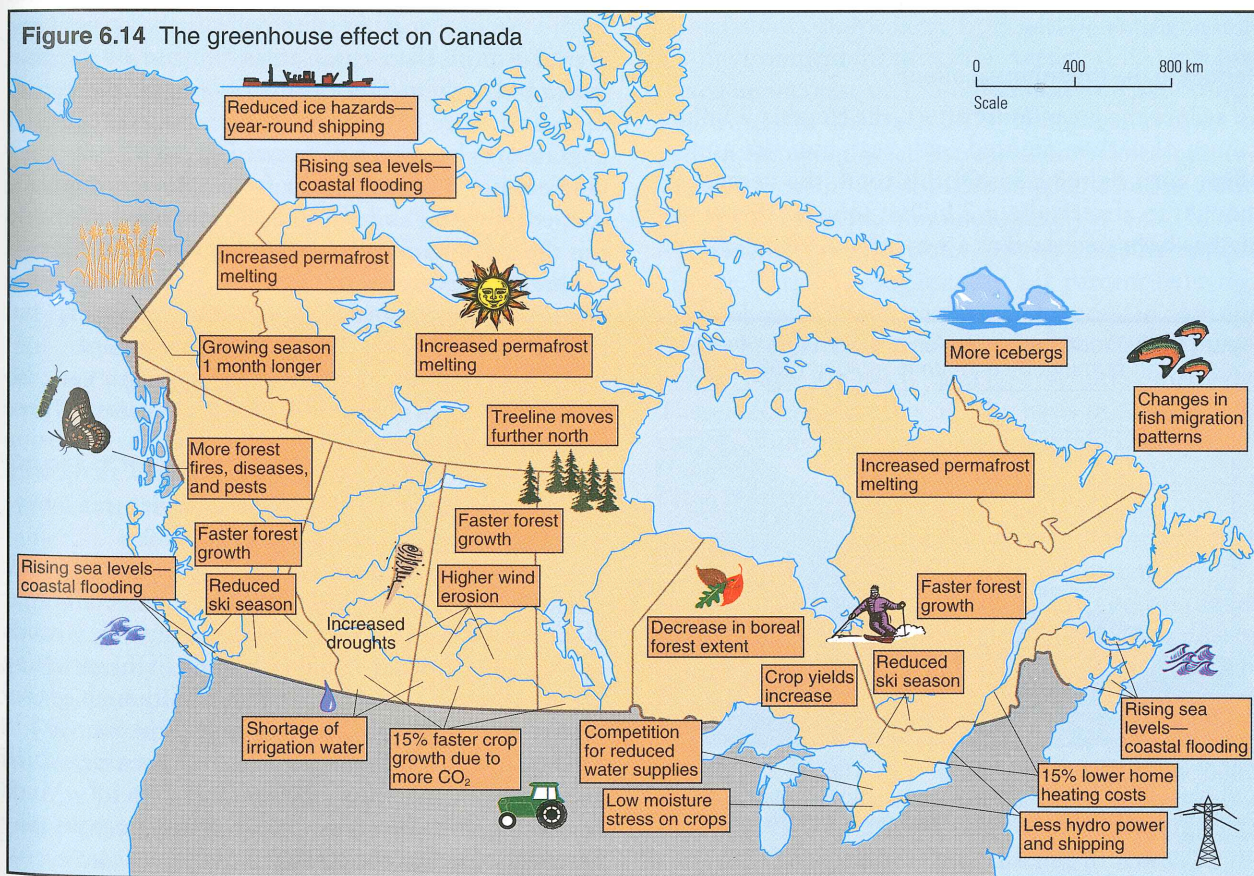 Figure 6.14 The greenhouse effect on Canada
0 400 800 km
Scale
Reduced ice hazards—
year-round shipping
Rising sea levels—
coastal flooding
Increased permafrost
melting
Growing season
1 month longer
Increased permafrost
melting
More icebergs
Changes in
fish migration
patterns
Treeline moves
further north
More forest
fires, diseases,
and pests
Increased permafrost
melting
Faster forest
growth
Faster forest
growth
Rising sea levels—
coastal flooding
Reduced
ski season
Higher wind
erosion
Increased
droughts
Faster forest
growth
Decrease in boreal
forest extent
Crop yields
increase
Reduced
ski season
Shortage of
irrigation water
15% faster crop
growth due to
more CO₂
Competition
for reduced
water supplies
Low moisture
stress on crops
Rising sea
levels—
coastal flooding
15% lower home
heating costs
Less hydro power
and shipping